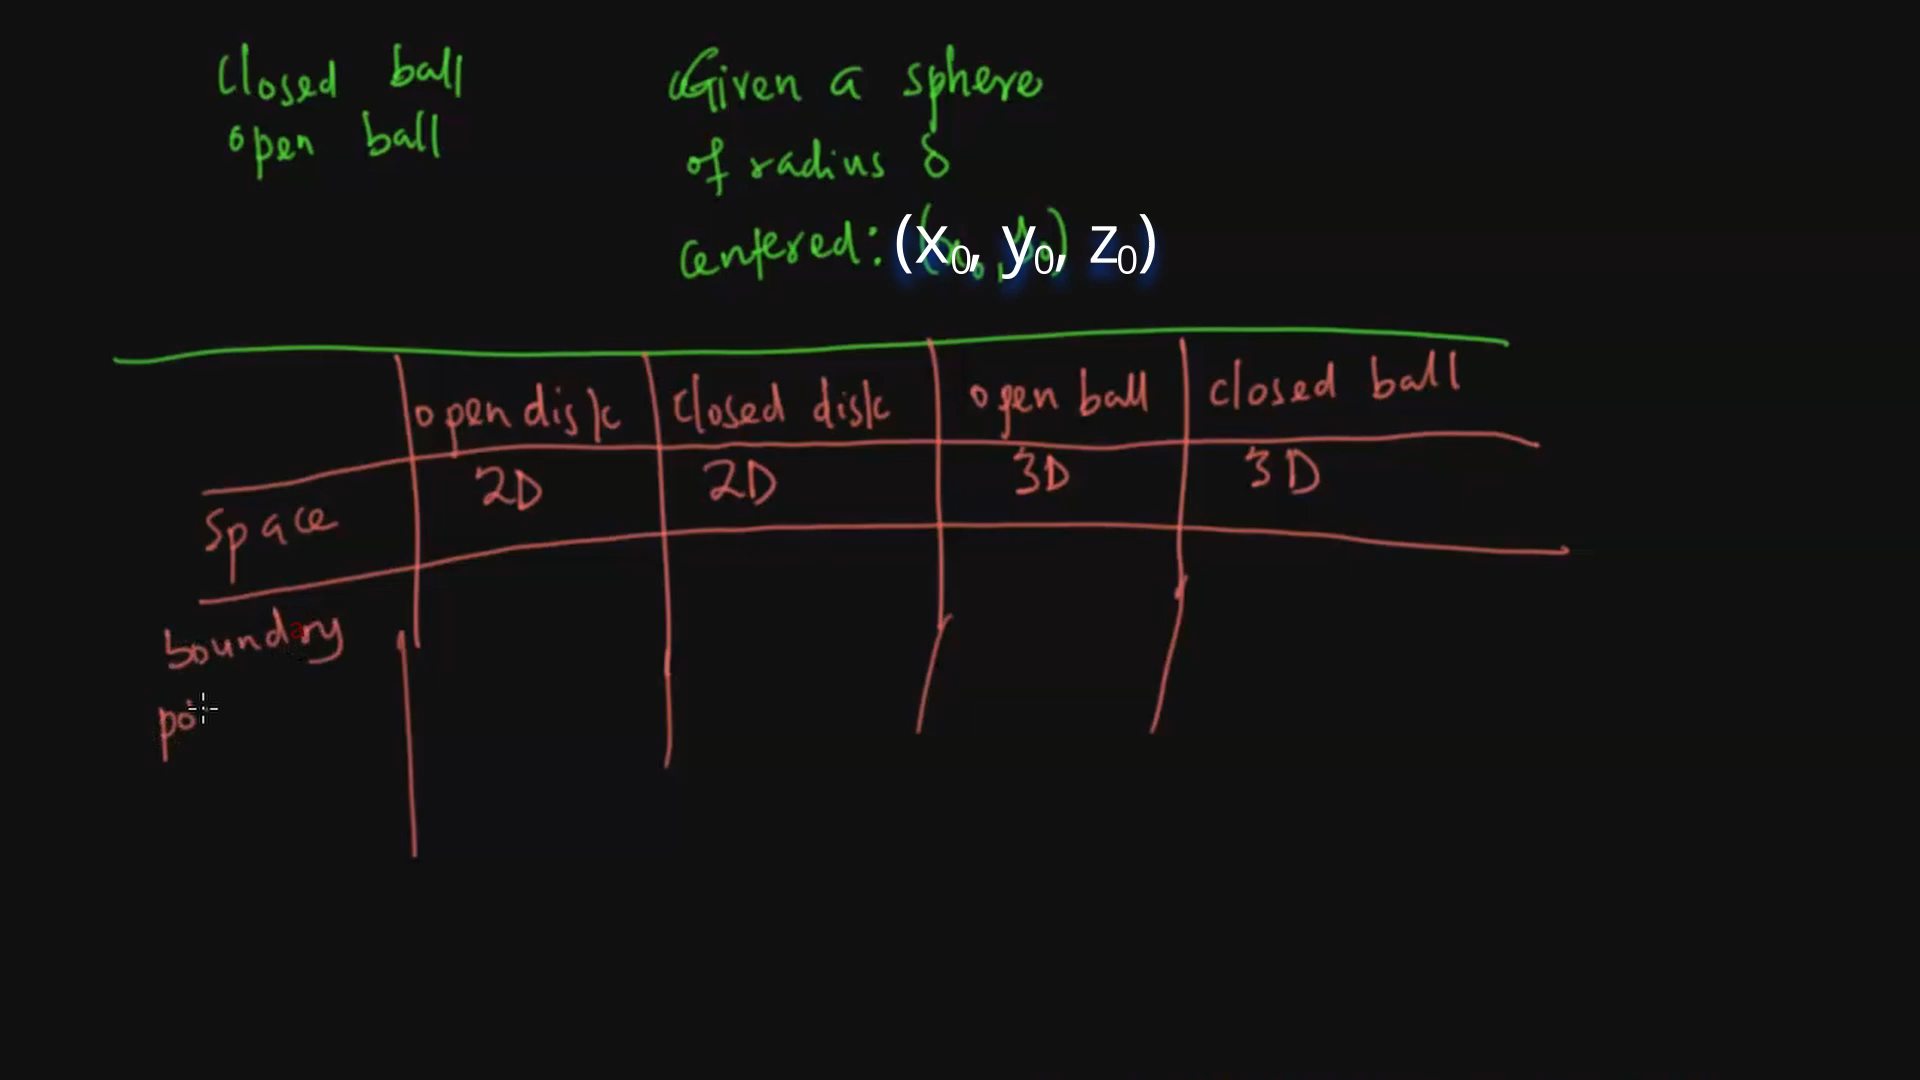 Closed ball
open ball
Given a sphere
of radius δ
centered: (x₀, y₀, z₀)
open disk closed disk open ball closed ball
Space 2D 2D 3D 3D
boundary
poi